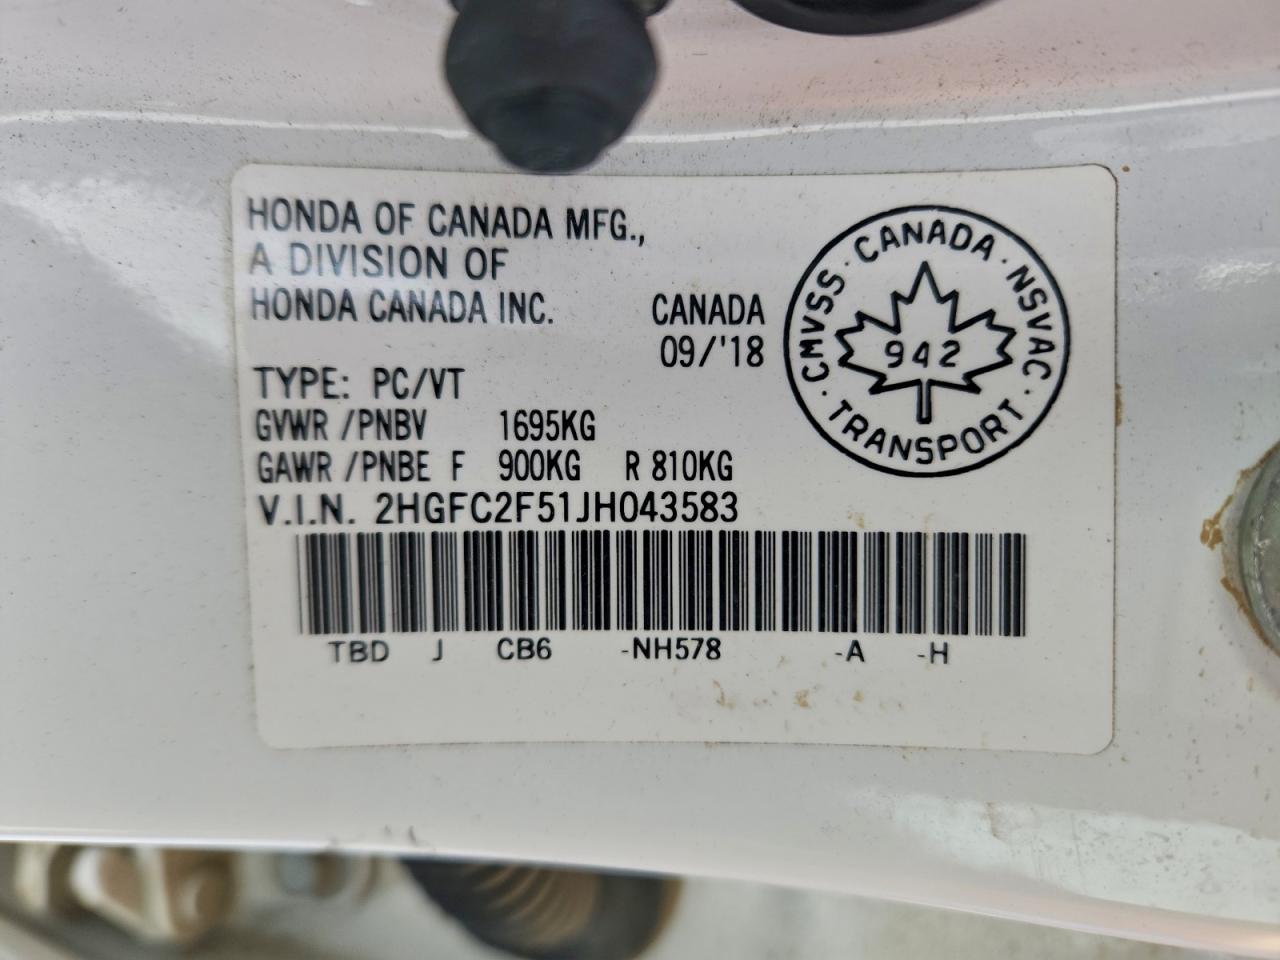 HONDA OF CANADA MFG.,
A DIVISION OF
HONDA CANADA INC.
CANADA
09/'18
CMVSS · CANADA · NSVAC · TRANSPORT ·
942
TYPE: PC/VT
GVWR /PNBV 1695KG
GAWR /PNBE F 900KG R 810KG
V.I.N. 2HGFC2F51JH043583
TBD J CB6 -NH578 -A -H